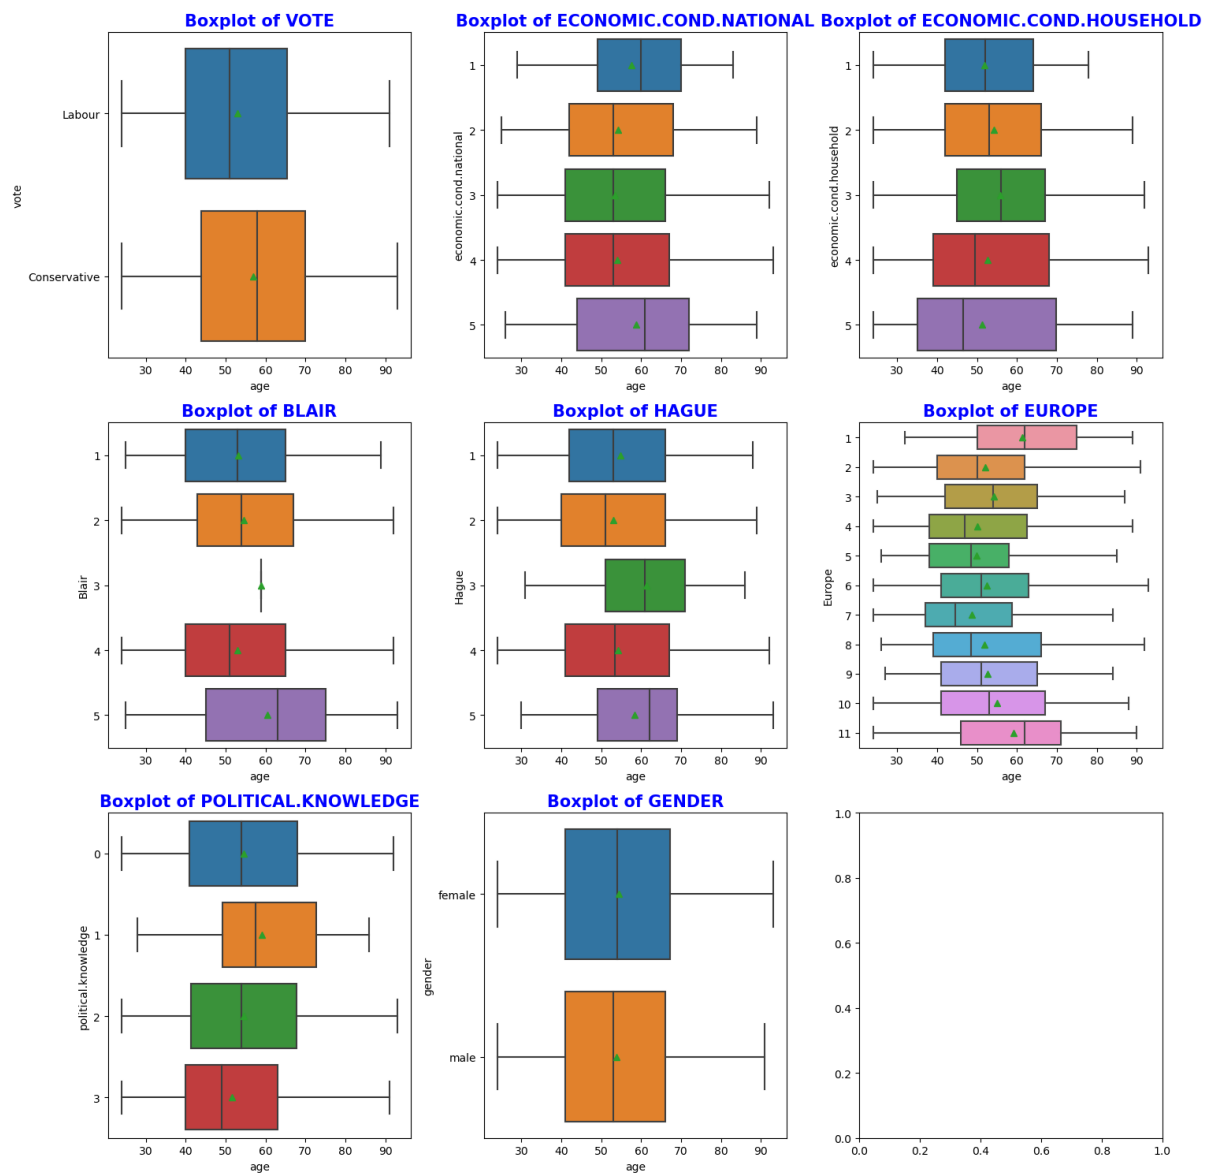 Boxplot of VOTE
vote
Labour
Conservative
30 40 50 60 70 80 90
age
Boxplot of ECONOMIC.COND.NATIONAL
economic.cond.national
1
2
3
4
5
30 40 50 60 70 80 90
age
Boxplot of ECONOMIC.COND.HOUSEHOLD
economic.cond.household
1
2
3
4
5
30 40 50 60 70 80 90
age
Boxplot of BLAIR
Blair
1
2
3
4
5
30 40 50 60 70 80 90
age
Boxplot of HAGUE
Hague
1
2
3
4
5
30 40 50 60 70 80 90
age
Boxplot of EUROPE
Europe
1
2
3
4
5
6
7
8
9
10
11
30 40 50 60 70 80 90
age
Boxplot of POLITICAL.KNOWLEDGE
political.knowledge
0
1
2
3
30 40 50 60 70 80 90
age
Boxplot of GENDER
gender
female
male
30 40 50 60 70 80 90
age
1.0
0.8
0.6
0.4
0.2
0.0
0.0 0.2 0.4 0.6 0.8 1.0